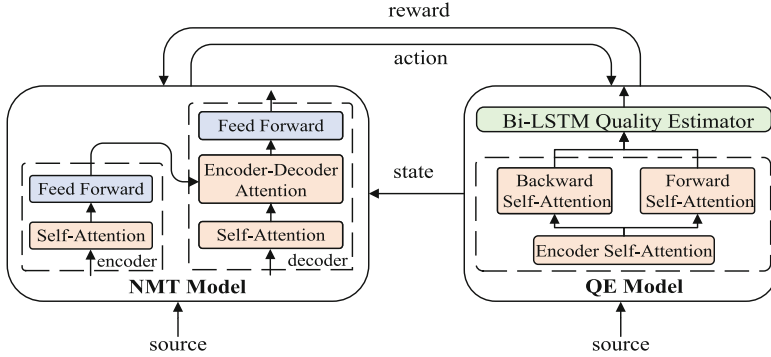 reward
action
Bi-LSTM Quality Estimator
Feed Forward
Encoder-Decoder
Attention
Feed Forward
state
Backward
Self-Attention
Forward
Self-Attention
Self-Attention
Self-Attention
Encoder Self-Attention
encoder
decoder
NMT Model
QE Model
source
source